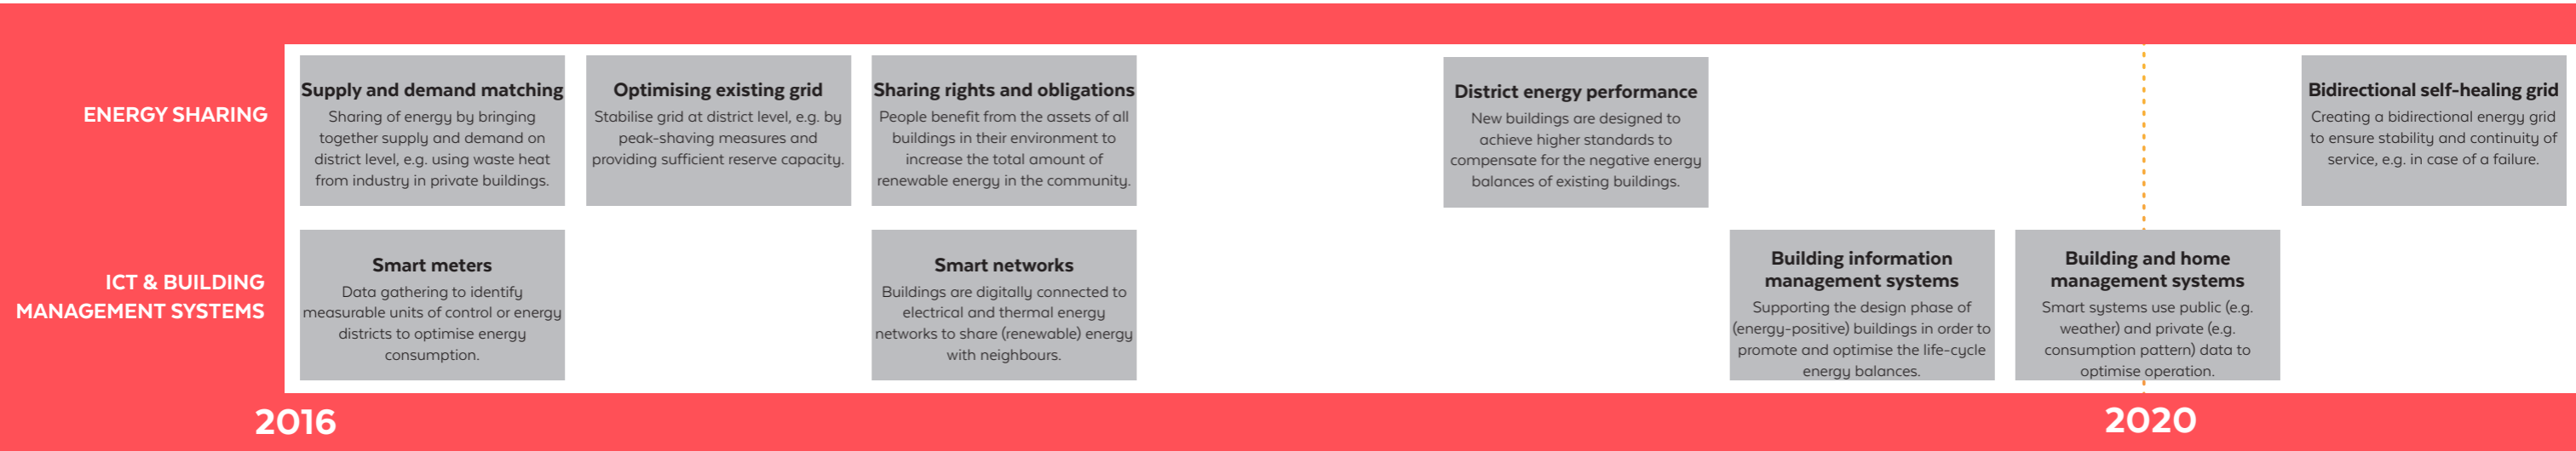 ENERGY SHARING
Supply and demand matching
Sharing of energy by bringing
together supply and demand on
district level, e.g. using waste heat
from industry in private buildings.
Optimising existing grid
Stabilise grid at district level, e.g. by
peak-shaving measures and
providing sufficient reserve capacity.
Sharing rights and obligations
People benefit from the assets of all
buildings in their environment to
increase the total amount of
renewable energy in the community.
District energy performance
New buildings are designed to
achieve higher standards to
compensate for the negative energy
balances of existing buildings.
Bidirectional self-healing grid
Creating a bidirectional energy grid
to ensure stability and continuity of
service, e.g. in case of a failure.
ICT & BUILDING
MANAGEMENT SYSTEMS
Smart meters
Data gathering to identify
measurable units of control or energy
districts to optimise energy
consumption.
Smart networks
Buildings are digitally connected to
electrical and thermal energy
networks to share (renewable) energy
with neighbours.
Building information
management systems
Supporting the design phase of
(energy-positive) buildings in order to
promote and optimise the life-cycle
energy balances.
Building and home
management systems
Smart systems use public (e.g.
weather) and private (e.g.
consumption pattern) data to
optimise operation.
2016
2020